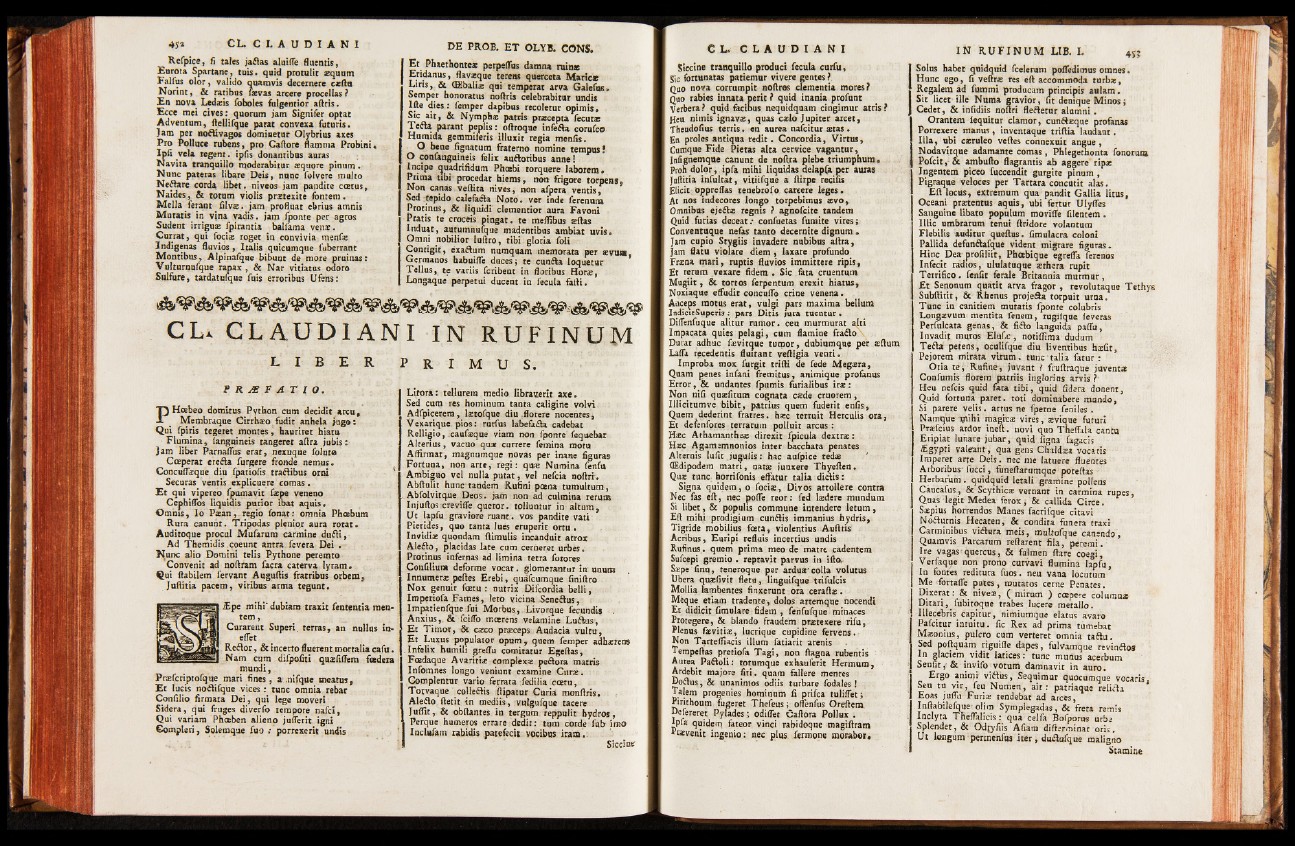 452 CL. CLAUDIANI
Respice, si tales jactas aluisse fluentis,
Eurota Spartane, tuis. quid protulit æquum
Falsus olor, valido quamvis decernere cæstu
Norint, & ratibus sævas arcere procellas?
En nova Ledæis soboles fulgentior astris.
Ecce mei cives: quorum jam Signifer optat
Adventum, stellisque parat convexa futuris.
Jam per noctivagos dominetur Olybrius axes
Pro Polluce rubens, pro Castore flamma Probini.
Ipsi vela regent. ipsis donantibus auras
Navita tranquillo moderabitur æquore pinum.
Nunc pateras libare Deis, nunc solvere multo
Nectare corda libet. niveos jam pandite cœtus,
Naides, & totum violis prætexite fontem.
Mella ferant silvæ, jam profluat ebrius amnis
Mutatis in vina vadis. jam sponte per agros
Sudent irriguæ spirantia balsama venæ.
Currat, qui sociæ roget in convivia mensæ
Indigenas fluvios, Italis quicumque suberrant
Montibus, Alpinasque bibunt de more pruinas:
Vulturnusque rapax, & Nar vitiatus odoro
Sulfure, tardatusque suis erroribus Ufens:
DE PROB. ET OLYB. CONS.
Et Phaethonteæ perpessus damna ruinæ
Eridanus, flavæque terens querceta Maricæ
Liris, & Œbaliæ qui temperat arva Galesus.
Semper honoratus nostris celebrabitur undis
Iste dies: semper dapibus recoletur opimis.
Sic ait, & Nymphæ patris præcepta secutæ
Tecta parant peplis: ostroque infecta corusco
Humida gemmiferis illuxit regia mensis.
O bene signatum fraterno nomine tempus!
O consanguineis felix auctoribus anne!
Incipe quadrifidum Phœbi torquere laborem.
Prima tibi procedat hiems, non frigore torpens,
Non canas vestita nives, non aspera ventis,
Sed tepido calefacta Noto. ver inde serenum
Protinus, & liquidi clementior aura Favoni
Pratis te croceis pingat. te messibus æstas
Induat, autumnusque madentibus ambiat uvis.
Omni nobilior lustro, tibi gloria soli
Contigit, exactum numquam memorata per ævum,
Germanos habuisse duces; te cuncta loquetur
Tellus, te variis scribent in floribus Horæ,
Longaque perpetui ducent in secula fasti.
CL. CLAUDIANI IN RUFINUM
LIBER PRIMUS.
PRÆFATIO.
PHœbeo domitus Python cum decidit arcu,
Membraque Cirrhæo fudit anhela jugo:
Qui spiris tegeret montes, hauriret hiatu
Flumina, sanguineis tangeret astra jubis:
Jam liber Parnassus erat, nexuque soluto
Cœperat erecta surgere fronde nemus.
Concussæque diu spatiosis tractibus orni
Securas ventis explicuere comas.
Et qui vipereo spumavit sæpe veneno
Cephissos liquidis purior ibat aquis.
Omnis, Io Pæan, regio sonat: omnia Phœbum
Rura canunt. Tripodas plenior aura rotat.
Auditoque procul Musarum carmine ducti,
Ad Themidis coeunt antra severa Dei.
Nunc alio Domini telis Pythone peremto
Convenit ad nostram sacra caterva lyram.
Qui stabilem servant Augustis fratribus orbem,
Justitia pacem, viribus arma tegunt.
SÆpe mihi dubiam traxit sententia men-
tem,
Curarent Superi terras, an nullus in-
esset
Rector, & incerto fluerent mortalia casu.
Nam cum dispositi quæsissem fœdera
mundi,
Præscriptosque mari fines, annisque meatus,
Et lucis noctisque vices: tunc omnia rebar
Consilio firmata Dei, qui lege moveri
Sidera, qui fruges diverso tempore nasci,
Qui variam Phœben alieno jusserit igni
Compleri, Solemque suo: porrexerit undis
Litora: tellurem medio libraverit axe.
Sed cum res hominum tanta caligine volvi
Adspicerem, lætosque diu florere nocentes,
Vexarique pios: rursus labefacta cadebat
Relligio, causæque viam non sponte sequebar
Alterius, vacuo quæ currere semina motu
Affirmat, magnumque novas per inane figuras
Fortuna, non arte, regi: quæ Numina sensu
Ambiguo vel nulla putat, vel nescia nostri.
Abstulit hunc tandem Rufini pœna tumultum,
Absolvitque Deos. jam non ad culmina rerum
Injustos crevisse queror. tolluntur in altum,
Ut lapsu graviore ruant. vos pandite vati
Pierides, quo tanta lues eruperit ortu.
Invidiæ quondam stimulis incanduit atrox
Alecto, placidas late cum cerneret urbes.
Protinus infernas ad limina tetra sorores
Consilium deforme vocat. glomerantur in unum
Innumeræ pestes Erebi, quascumque sinistro
Nox genuit fœtu: nutrix Discordia belli,
Imperiosa Fames, leto vicina Senectus,
Impatiensque sui Morbus, Livorque secundis
Anxius, & scisso mœrens velamine Luctus,
Et Timor, & cæco præceps Audacia vultu,
Et Luxus populator opum, quem semper adhærens
Infelix humili gressu comitatur Egestas,
Fœdaque Avaritiæ complexæ pectora matris
Insomnes longo veniunt examine Curæ.
Complentur vario ferrata sedilia cœtu,
Torvaque collectis stipatur Curia monstris.
Alecto stetit in mediis, vulgusque tacere
Jussit, & obstantes in tergum reppulit hydros,
Perque humeros errare dedit: tum corde sub imo
Inclusam rabidis patefecit vocibus iram.
Siccine
CL. CLAUDIANI
Siccine tranquillo produci secula cursu,
Sic fortunatas patiemur vivere gentes?
Quo nova corrumpit nostros clementia mores?
Quo rabies innata perit? quid inania prosunt
Verbera? quid facibus nequidquam cingimur atris?
Heu nimis ignavæ, quas cælo Jupiter arcet,
Theudosius terris. en aurea nascitur ætas.
En proles antiqua redit. Concordia, Virtus,
Cumque Fide Pietas alta cervice vagantur,
Insignemque canunt de nostra plebe triumphum.
Proh dolor, ipsa mihi liquidas delapsa per auras
Justitia insultat, vitiisque a stirpe recisis
Elicit oppressas tenebroso carcere leges.
At nos indecores longo torpebimus ævo,
Omnibus ejectæ regnis? agnoscite tandem
Quid furias deceat: consuetas sumite vires;
Conventuque nefas tanto decernite dignum.
Jam cupio Stygiis invadere nubibus astra,
Jam flatu violare diem, laxare profundo
Fræna mari, ruptis fluvios immittere ripis,
Et rerum vexare fidem. Sic fata cruentum
Mugiit, & tortos serpentum erexit hiatus,
Noxiaque effudit concusso crine venena.
Anceps motus erat, vulgi pars maxima bellum
Indicit Superis: pars Ditis jura tuentur.
Dissensuque alitur rumor. ceu murmurat alti
Impacata quies pelagi, cum flamine fracto
Durat adhuc sævitque tumor, dubiumque per æstum
Lassa recedentis fluitant vestigia venti.
Improba mox surgit tristi de sede Megæra,
Quam penes insani fremitus, animique profanus
Error, & undantes spumis furialibus iræ:
Non nisi quæsitum cognata cæde cruorem,
Illicitumve bibit, patrius quem fuderit ensis,
Quem dederint fratres. hæc terruit Herculis ora,
Et defensores terrarum polluit arcus:
Hæc Athamantheæ direxit spicula dextræ:
Hæc Agamamnonios inter bacchata penates
Alternis lusit jugulis: hac auspice tedæ
Œdipodem matri, natæ junxere Thyesten.
Quæ tunc horrisonis effatur talia dictis:
Signa quidem, o sociæ, Divos attollere contra
Nec fas est, nec posse reor: sed lædere mundum
Si libet, & populis commune intendere letum,
Est mihi prodigium cunctis immanius hydris,
Tigride mobilius fœta, violentius Austris
Acribus, Euripi refluis incertius undis
Rufinus. quem prima meo de matre cadentem
Suscepi gremio. reptavit parvus in isto.
Sæpe sinu, teneroque per ardua colla volutus
Ubera quæsivit fletu, linguisque trisulcis
Mollia lambentes finxerunt ora cerastæ.
Meque etiam tradente, dolos artemque nocendi
Et didicit simulare fidem, sensusque minaces
Protegere, & blando fraudem prætexere risu,
Plenus sævitiæ, lucrique cupidine fervens.
Non Tartessiacis illum satiarit arenis
Tempestas pretiosa Tagi, non stagna rubentis
Aurea Pactoli: totumque exhauserit Hermum,
Ardebit majore siti. quam fallere mentes
Doctus, & unanimos odiis turbare sodales!
Talem progenies hominum si prisca tulisset;
Pirithoum fugeret Theseus; offensus Orestem
Desereret Pylades; odisset Castora Pollux.
Ipsa quidem fateor vinci rabidoque magistram
Prævenit ingenio: nec plus sermone morabor.
IN RUFINUM LIB. I. 453
Solus habet quidquid scelerum possedimus omnes.
Hunc ego, si vestræ res est accommoda turbæ,
Regalem ad summi producam principis aulam.
Sit licet ille Numa gravior, sit denique Minos;
Cedet, & insidiis nostri flectetur alumni.
Orantem sequitur clamor, cunctæque profanas
Porrexere manus, inventaque tristia laudant.
Illa, ubi cæruleo vestes connexuit angue,
Nodavitque adamante comas, Phlegethonta sonorum
Poscit, & ambusto flagrantis ab aggere ripæ
Ingentem piceo succendit gurgite pinum,
Pigraque veloces per Tartara concutit alas.
Est locus, extremum qua pandit Gallia litus,
Oceani prætentus aquis, ubi fertur Ulysses
Sanguine libato populum movisse silentem.
Illic umbrarum tenui stridore volantum
Flebilis auditur questus. simulacra coloni
Pallida defunctasque vident migrare figuras.
Hinc Dea prosiliit, Phœbique egressa serenos
Infecit radios, ululatuque æthera rupit
Terrifico. sensit ferale Britannia murmur,
Et Senonum quatit arva fragor, revolutaque Tethys
Substitit, & Rhenus projecta torpuit urna.
Tunc in canitiem mutatis sponte colubris
Longævum mentita senem, rugisque severas
Persulcata genas, & ficto languida passu,
Invadit muros Elusæ, notissima dudum
Tecta petens, oculisque diu liventibus hæsit,
Pejorem mirata virum. tunc talia fatur:
Otia te, Rufine, juvant? frustraque juventæ
Consumis florem patriis inglorius arvis?
Heu nescis quid fata tibi, quid sidera donent,
Quid fortuna paret. toti dominabere mundo,
Si parere velis. artus ne sperne seniles.
Namque mihi magicæ vires, ævique futuri
Præscius ardor inest. novi quo Thessala cantu
Eripiat lunare jubar, quid signa sagacis
Ægypti valeant, qua gens Chaldæa vocatis
Imperet arte Deis. nec me latuere fluentes
Arboribus succi, funestarumque potestas
Herbarum. quidquid letali gramine pollens
Caucasus, & Scythicæ vernant in carmina rupes,
Quas legit Medea ferox, & callida Circe.
Sæpius horrendos Manes sacrisque citavi
Nocturnis Hecaten, & condita funera traxi
Carminibus victura meis, multosque canendo,
Quamvis Parcarum restarent fila, peremi.
Ire vagas quercus, & fulmen stare coegi,
Versaque non prono curvavi flumina lapsu,
In fontes reditura suos. neu vana locutum
Me fortasse putes, mutatos cerne Penates.
Dixerat: & niveæ, (mirum) cœpere columnæ
Ditari, subitoque trabes lucere metallo.
Illecebris capitur, nimiumque elatus avaro
Pascitur intuitu. sic Rex ad prima tumebat
Mæonius, pulcro cum verteret omnia tactu.
Sed postquam riguisse dapes, fulvamque revinctos
In glaciem vidit latices: tunc munus acerbum
Sensit, & inviso votum damnavit in auro.
Ergo animi victus, Sequimur quocumque vocaris,
Seu tu vir, seu Numen, air: patriaque relicta
Eoas jussu Furiæ tendebat ad arces,
Instabilesque olim Symplegadas, & freta remis
Inclyta Thessalicis: qua celsa Bosporus urbe
Splendet, & Odrysiis Asiam disterminat oris.
Ut longum permensus iter, ductusque maligno
Stamine